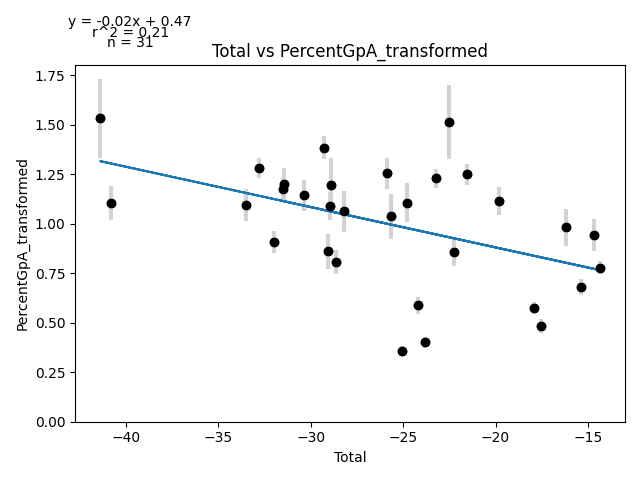 y = -0.02x + 0.47
r^2 = 0.21
n = 31
Total vs PercentGpA_transformed
1.75
1.50
1.25
1.00
0.75
0.50
0.25
0.00
PercentGpA_transformed
−40 −35 −30 −25 −20 −15
Total